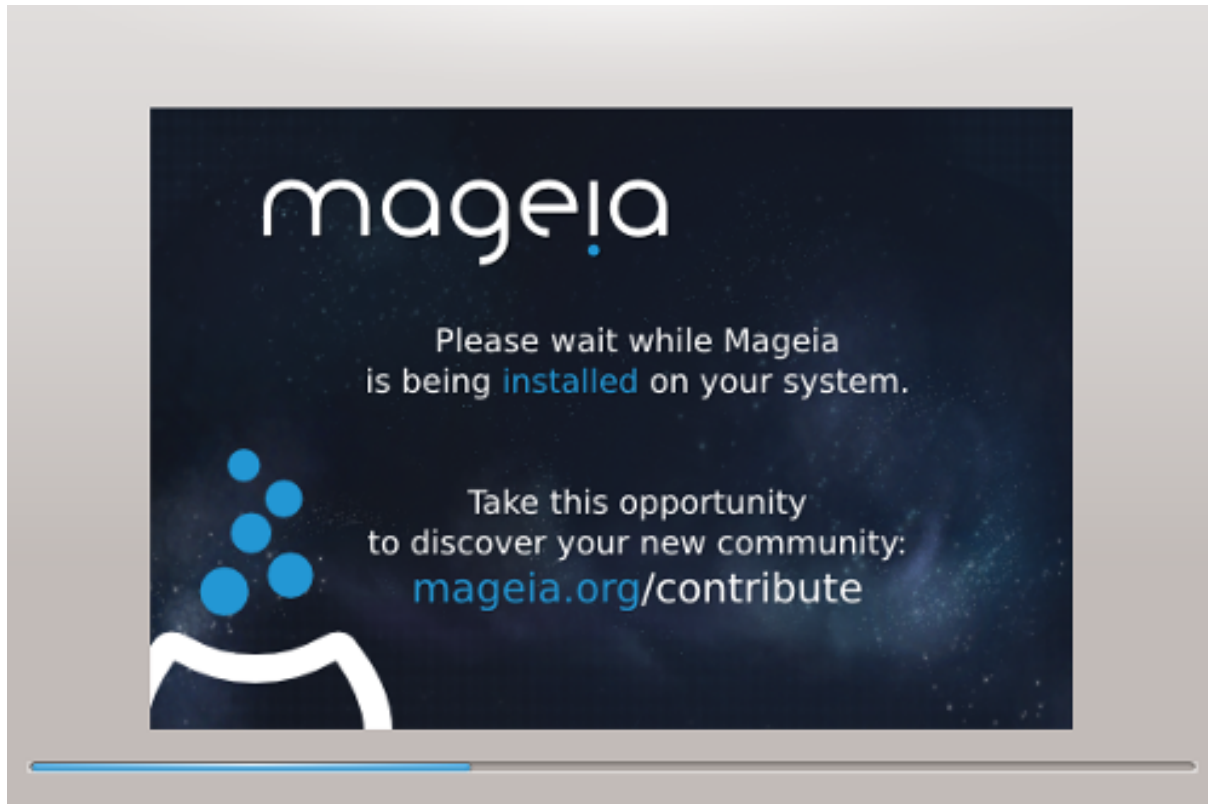 mageia
Please wait while Mageia
is being installed on your system.
Take this opportunity
to discover your new community:
mageia.org/contribute